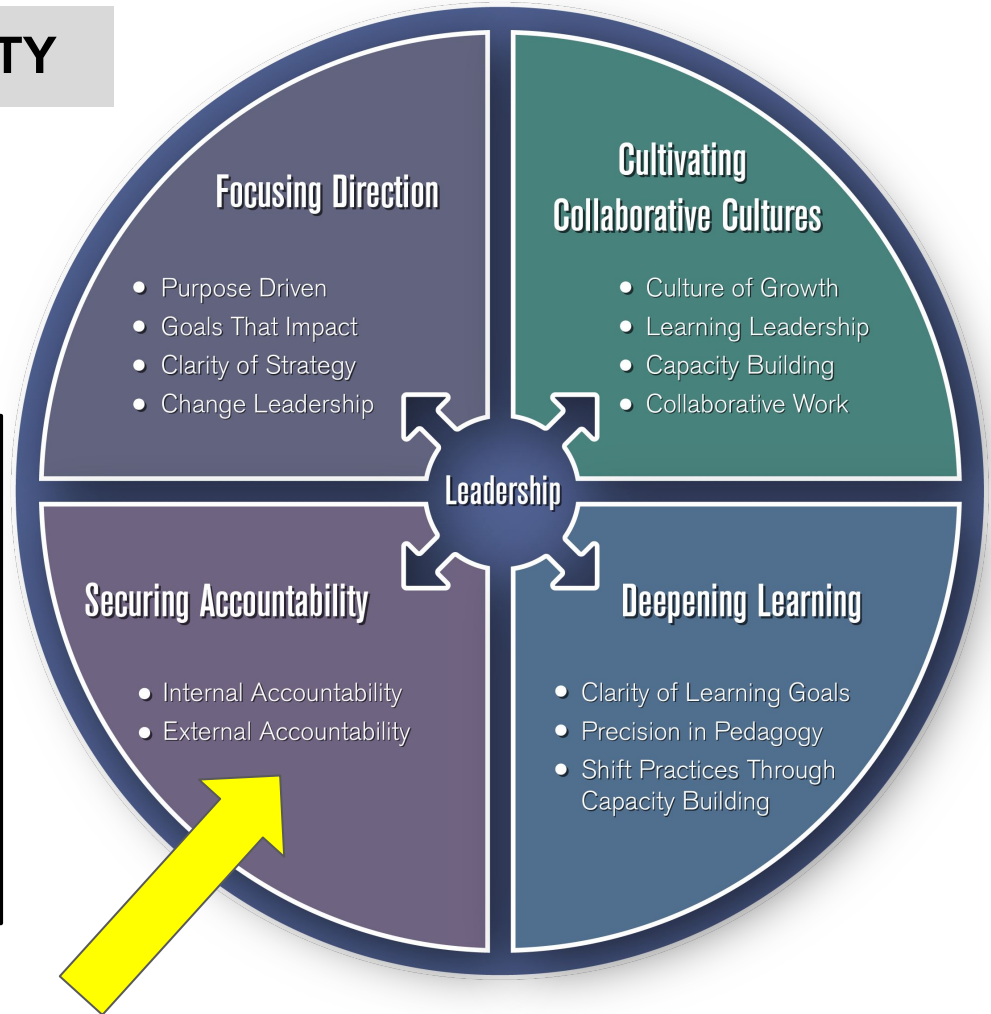 TY
Focusing Direction
• Purpose Driven
• Goals That Impact
• Clarity of Strategy
• Change Leadership
Cultivating
Collaborative Cultures
• Culture of Growth
• Learning Leadership
• Capacity Building
• Collaborative Work
Leadership
Securing Accountability
• Internal Accountability
• External Accountability
Deepening Learning
• Clarity of Learning Goals
• Precision in Pedagogy
• Shift Practices Through
Capacity Building